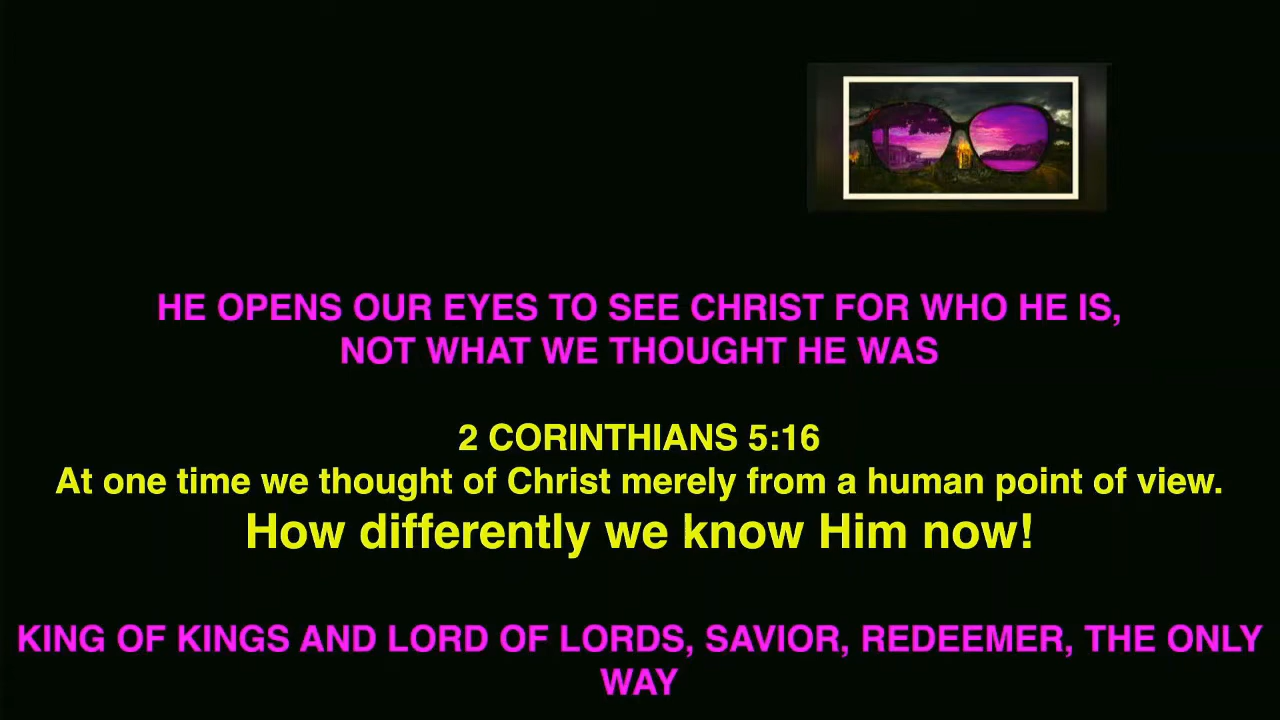 HE OPENS OUR EYES TO SEE CHRIST FOR WHO HE IS,
NOT WHAT WE THOUGHT HE WAS
2 CORINTHIANS 5:16
At one time we thought of Christ merely from a human point of view.
How differently we know Him now!
KING OF KINGS AND LORD OF LORDS, SAVIOR, REDEEMER, THE ONLY
WAY